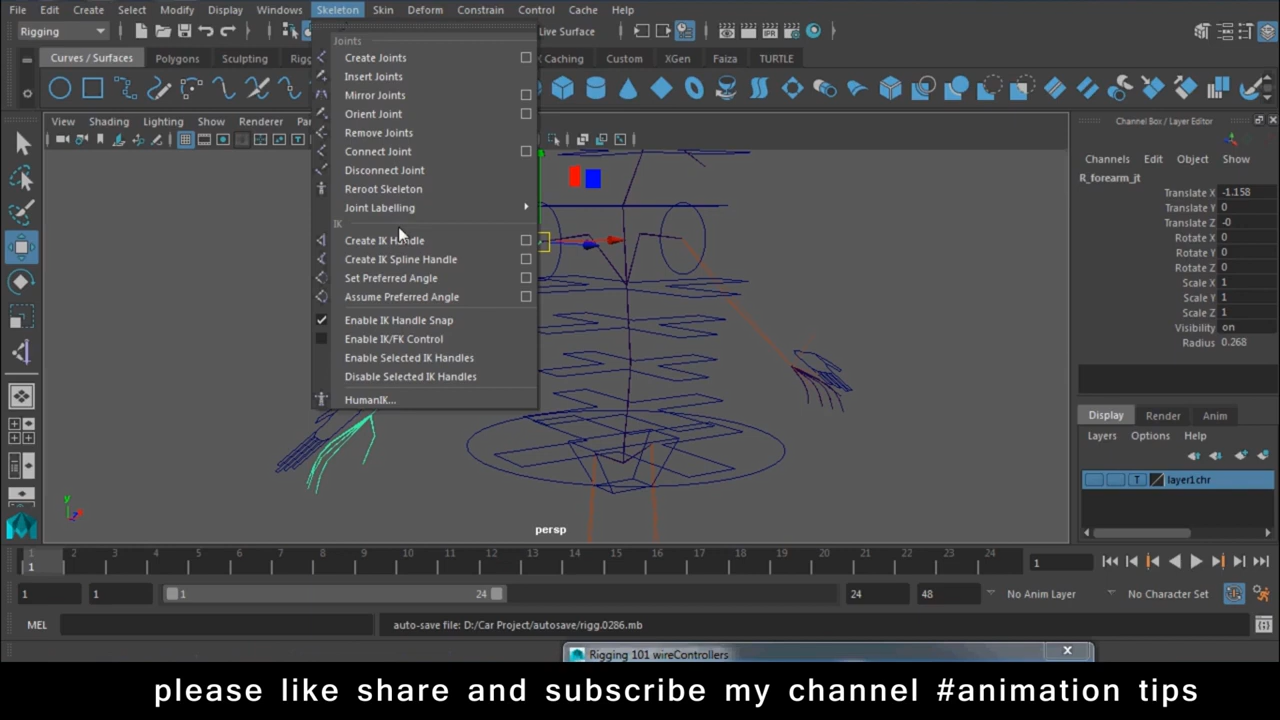 File Edit Create Select Modify Display Windows Skeleton Skin Deform Constrain Control Cache Help
Rigging Live Surface
Curves / Surfaces Polygons Sculpting Caching Custom XGen Faiza TURTLE
View Shading Lighting Show Renderer
Joints
Create Joints
Insert Joints
Mirror Joints
Orient Joint
Remove Joints
Connect Joint
Disconnect Joint
Reroot Skeleton
Joint Labelling
IK
Create IK Handle
Create IK Spline Handle
Set Preferred Angle
Assume Preferred Angle
Enable IK Handle Snap
Enable IK/FK Control
Enable Selected IK Handles
Disable Selected IK Handles
HumanIK...
persp
y
z
Channel Box / Layer Editor
Channels Edit Object Show
R_forearm_jt
Translate X -1.158
Translate Y 0
Translate Z -0
Rotate X 0
Rotate Y 0
Rotate Z 0
Scale X 1
Scale Y 1
Scale Z 1
Visibility on
Radius 0.268
Display Render Anim
Layers Options Help
T layer1chr
1 2 3 4 5 6 7 8 9 10 11 12 13 14 15 16 17 18 19 20 21 22 23 24
1 1
1 1 1 24 24 48 No Anim Layer No Character Set
MEL auto-save file: D:/Car Project/autosave/rigg.0286.mb
Rigging 101 wireControllers
please like share and subscribe my channel #animation tips